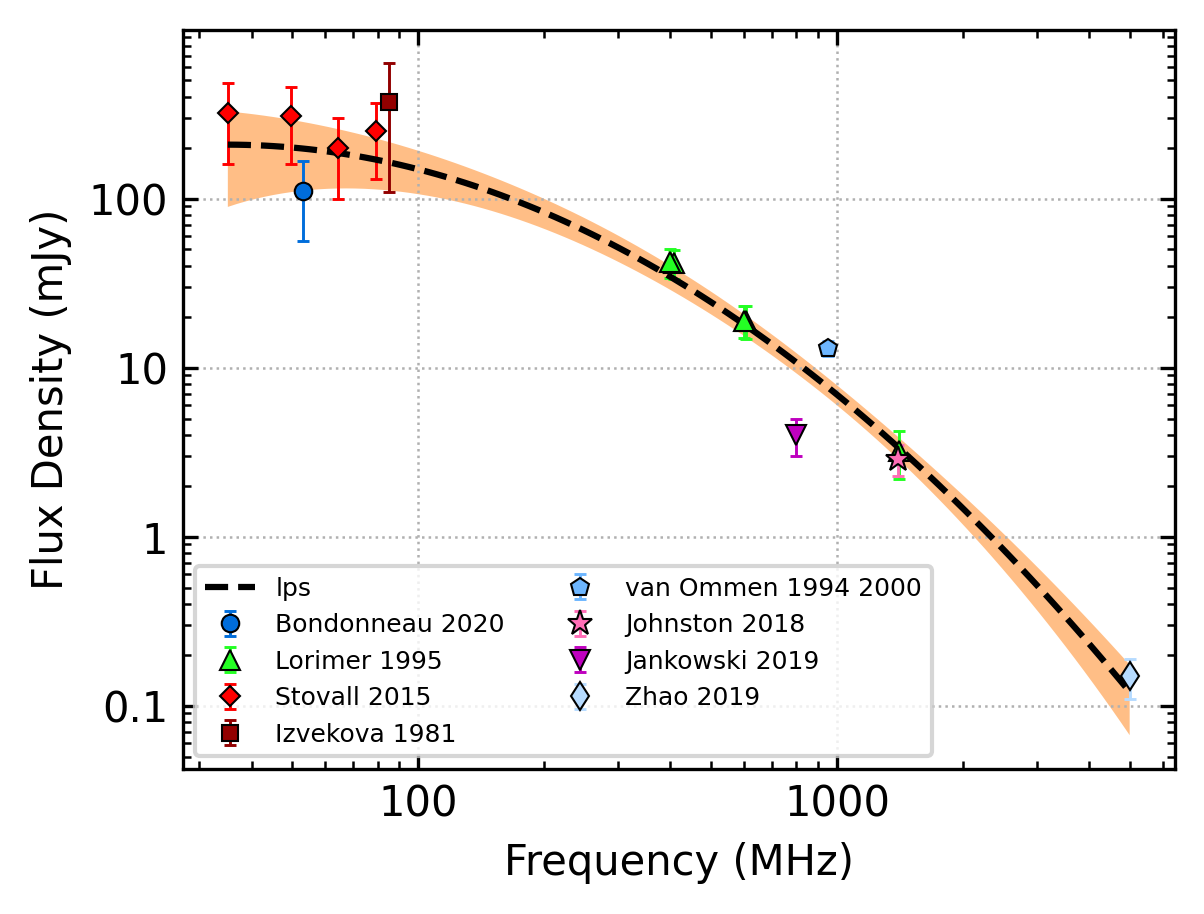 Flux Density (mJy)
100
10
1
0.1
lps
Bondonneau 2020
Lorimer 1995
Stovall 2015
Izvekova 1981
van Ommen 1994 2000
Johnston 2018
Jankowski 2019
Zhao 2019
100
1000
Frequency (MHz)